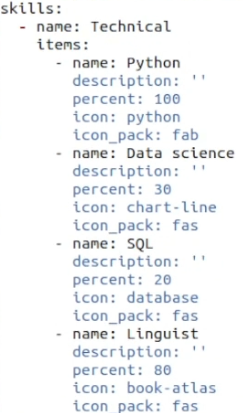 skills:
- name: Technical
items:
- name: Python
description: ''
percent: 100
icon: python
icon_pack: fab
- name: Data science
description: ''
percent: 30
icon: chart-line
icon_pack: fas
- name: SQL
description: ''
percent: 20
icon: database
icon_pack: fas
- name: Linguist
description: ''
percent: 80
icon: book-atlas
icon_pack: fas